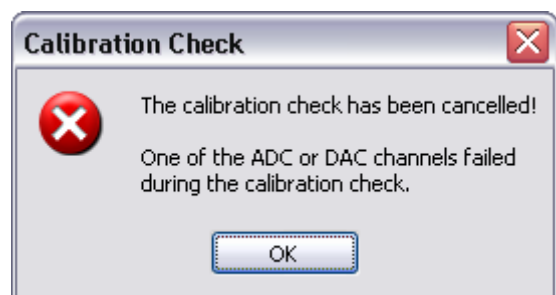 Calibration Check
The calibration check has been cancelled!
One of the ADC or DAC channels failed
during the calibration check.
OK